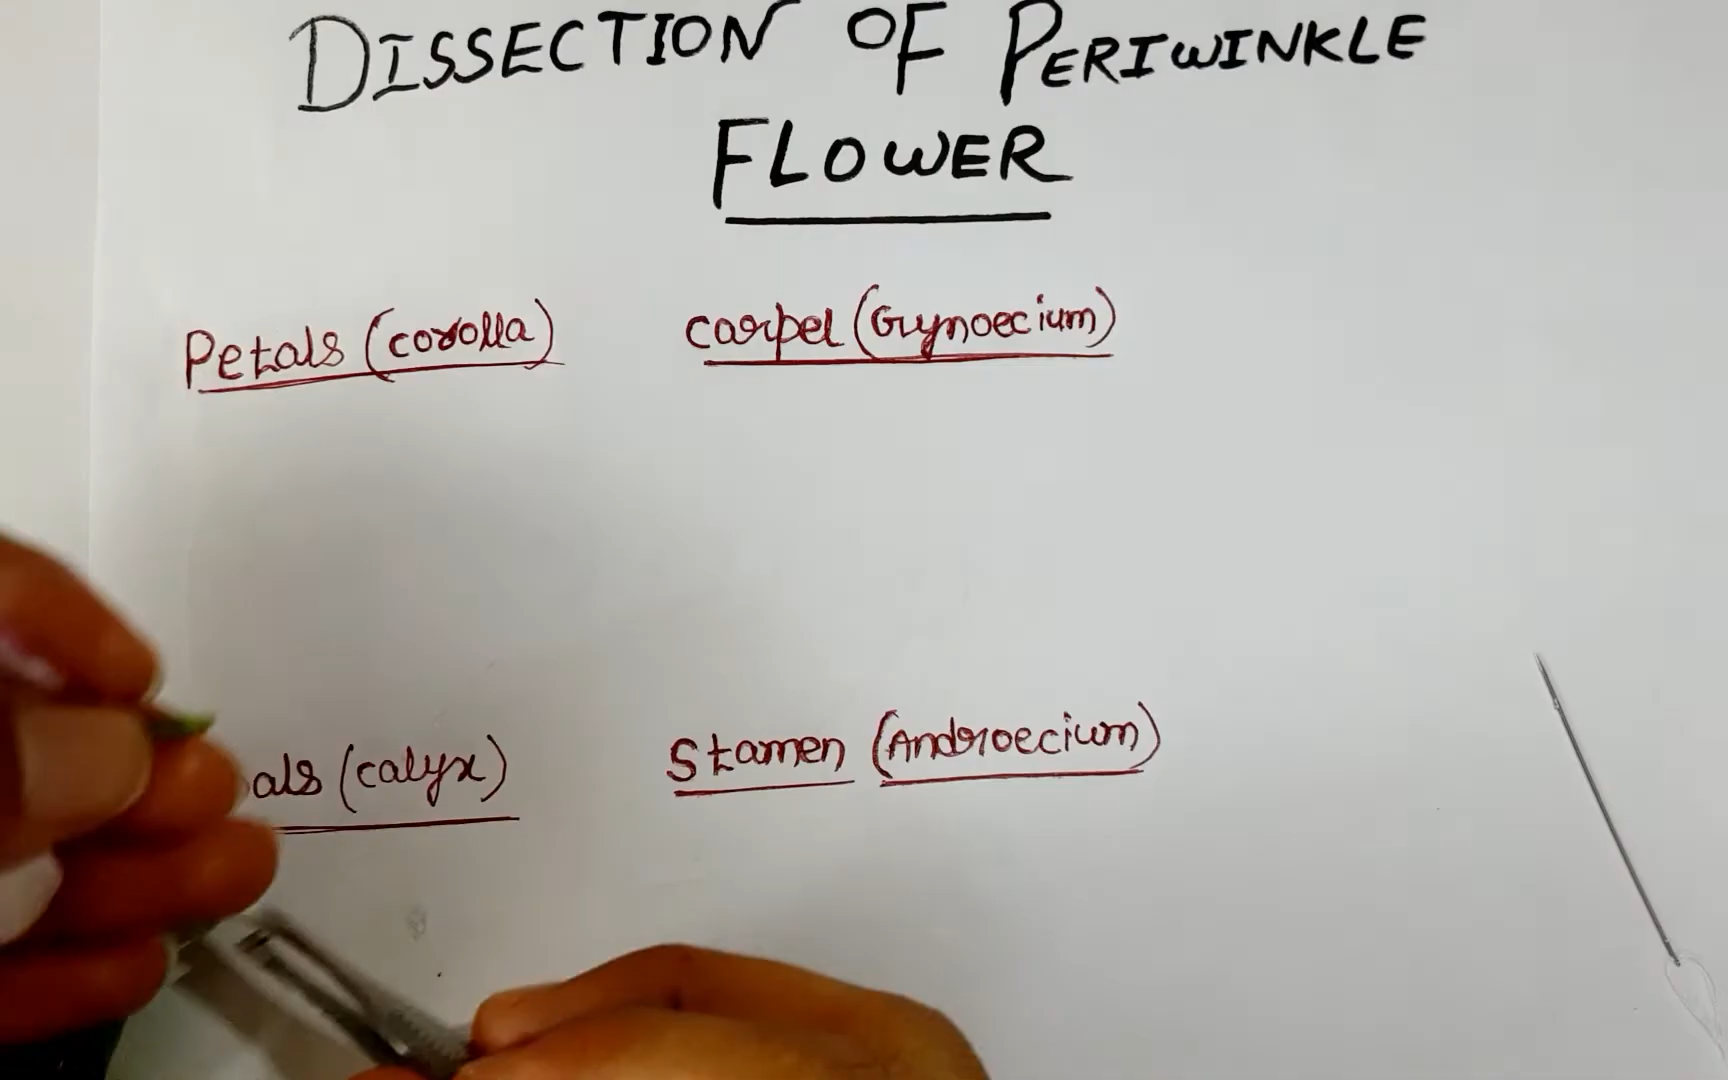 DISSECTION OF PERIWINKLE
FLOWER
Petals (corolla)
carpel (Gynoecium)
als (calyx)
Stamen (Androecium)